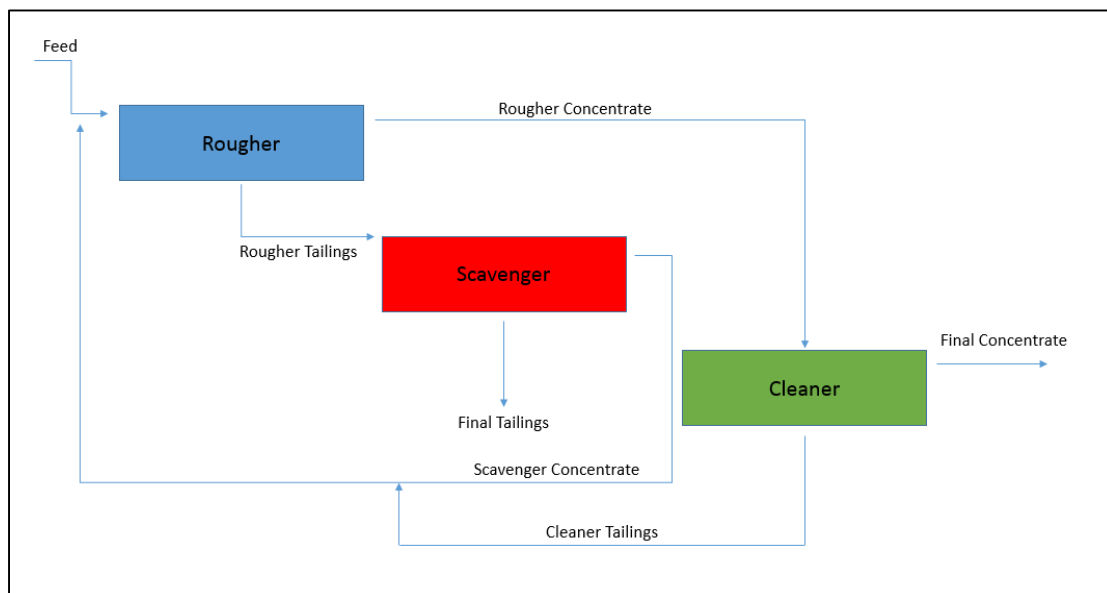 Feed
Rougher Concentrate
Rougher
Rougher Tailings
Scavenger
Final Concentrate
Cleaner
Final Tailings
Scavenger Concentrate
Cleaner Tailings